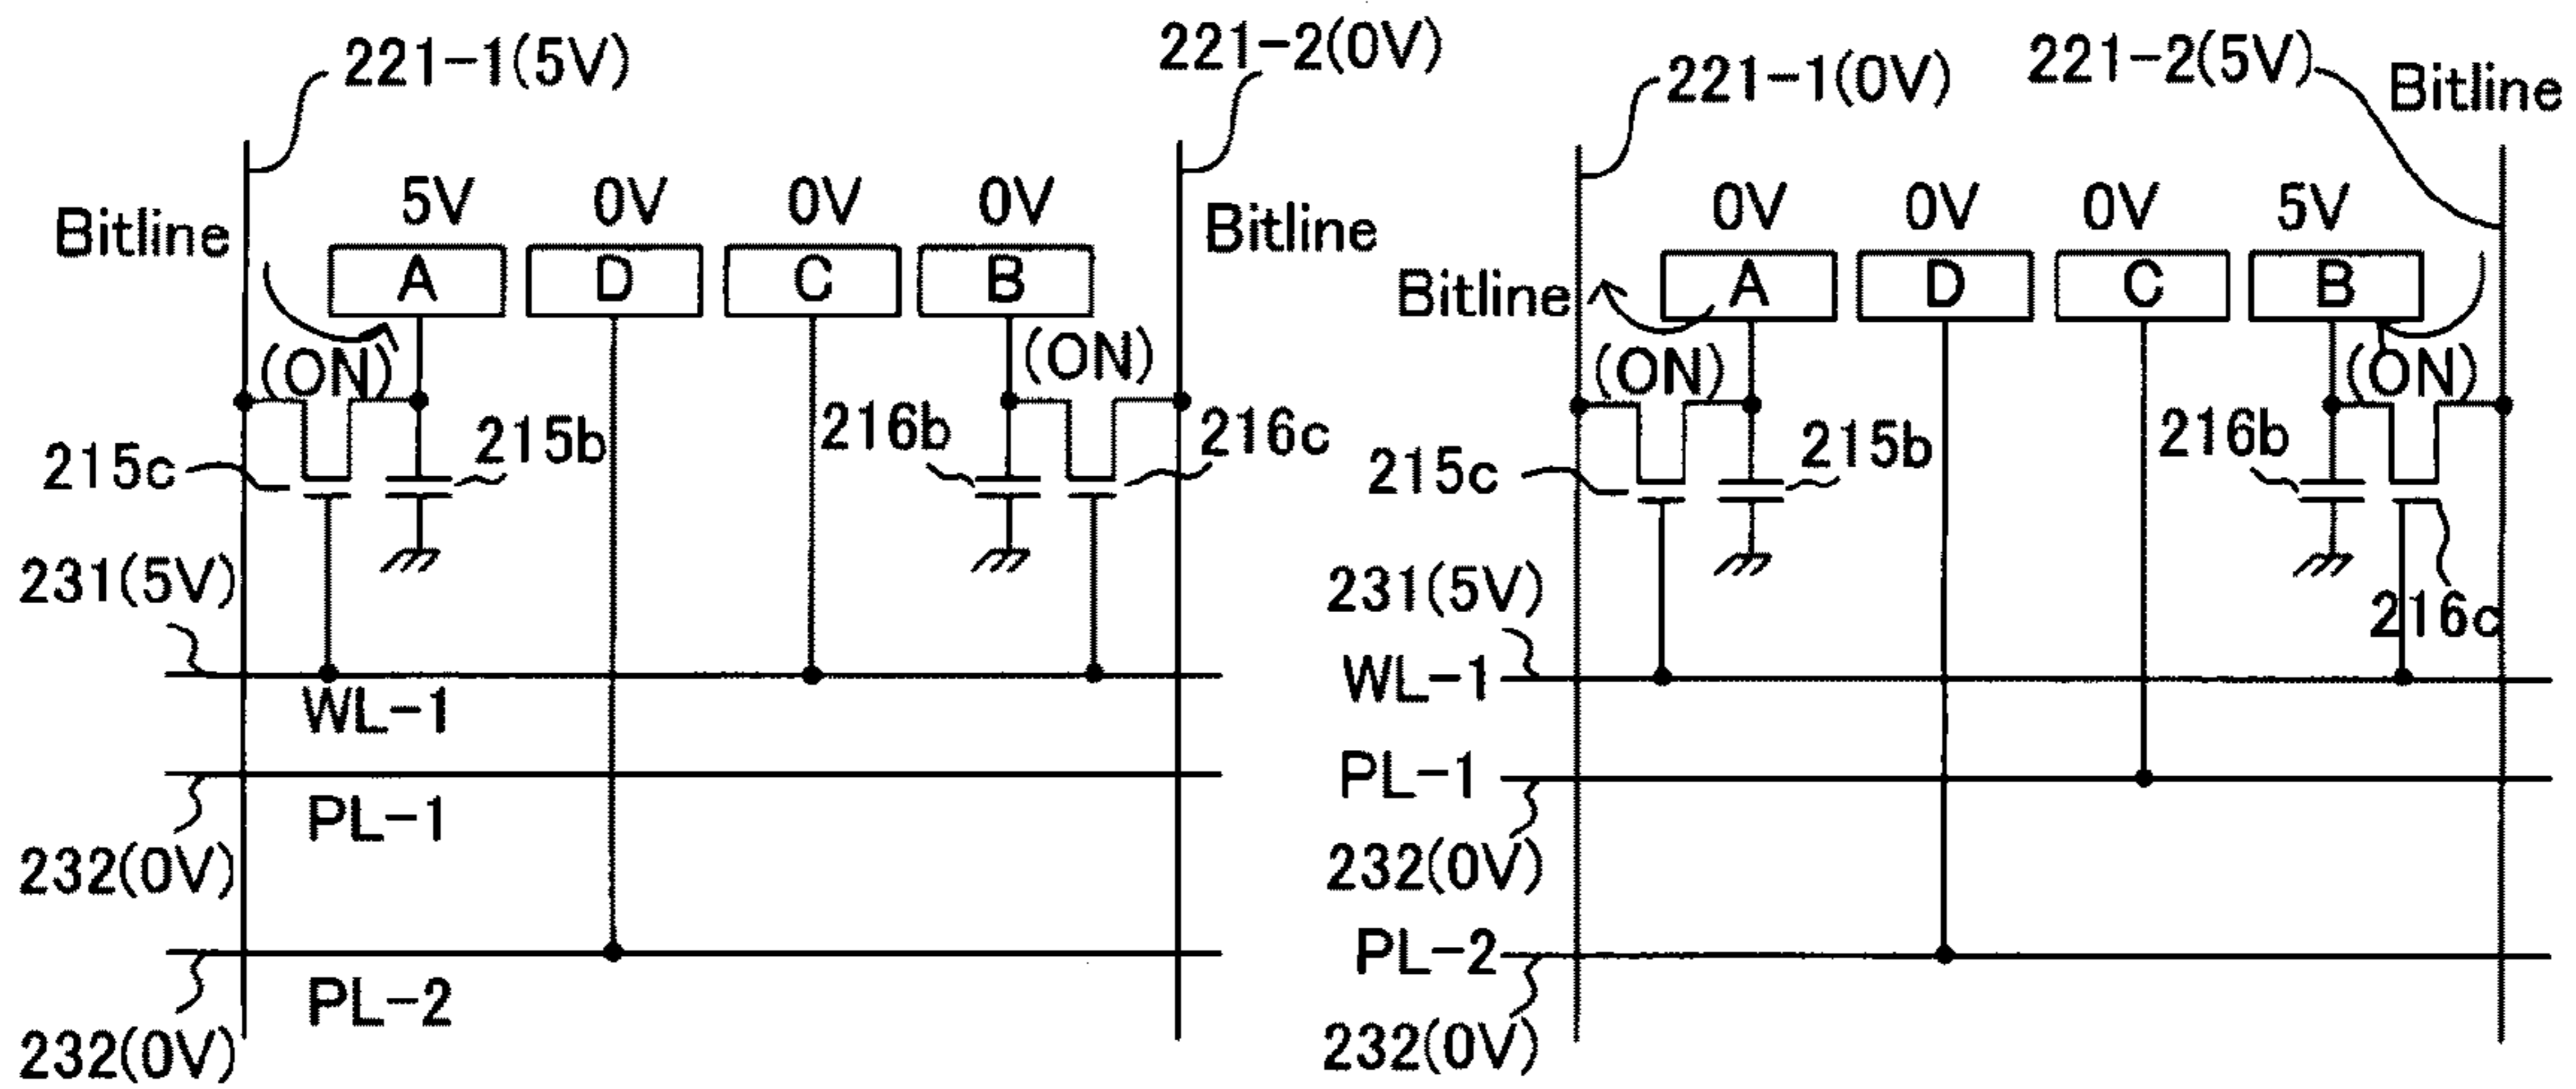 221-1(5V)
221-2(0V)
Bitline
5V
0V
0V
0V
Bitline
A
D
C
B
(ON)
(ON)
215c
215b
216b
216c
231(5V)
WL-1
PL-1
232(0V)
PL-2
232(0V)
221-1(0V)
221-2(5V)
Bitline
0V
0V
0V
5V
Bitline
A
D
C
B
(ON)
(ON)
215c
215b
216b
216c
231(5V)
WL-1
PL-1
232(0V)
PL-2
232(0V)